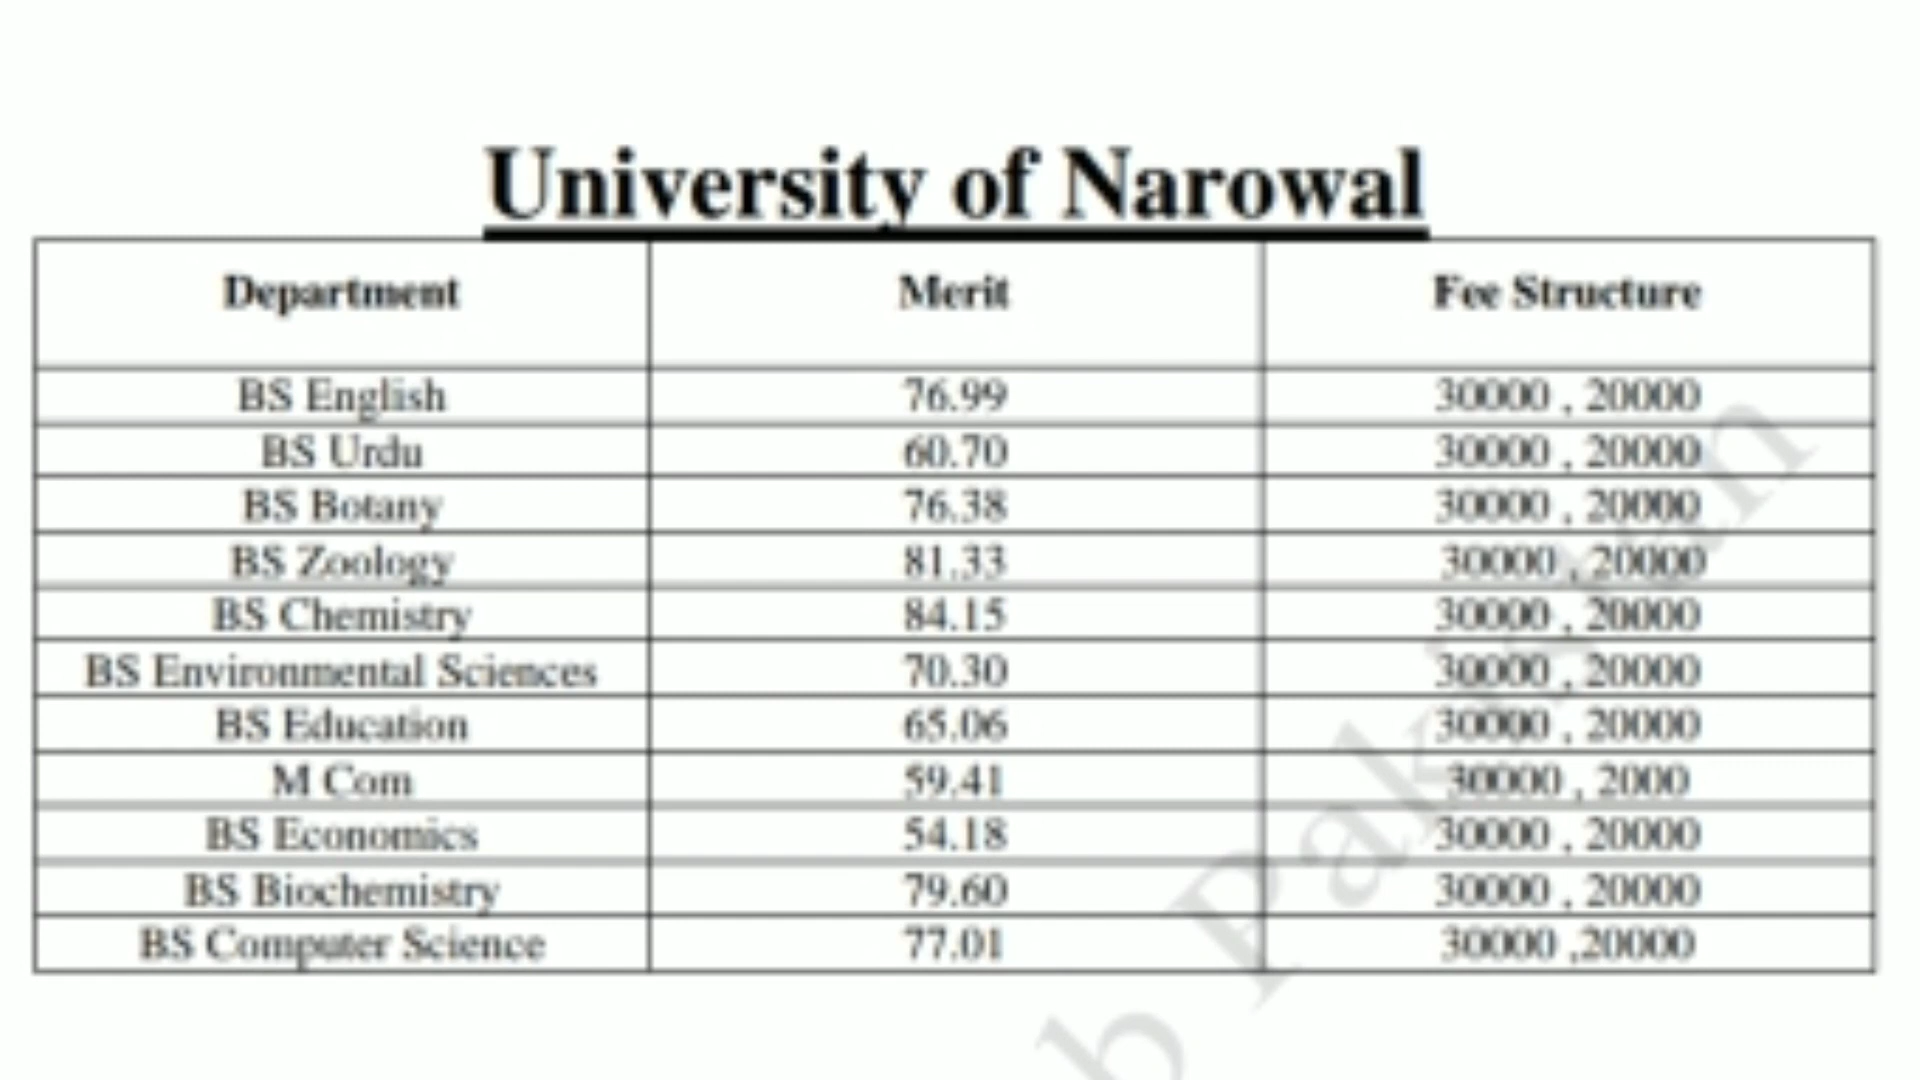 University of Narowal
Department Merit Fee Structure
BS English 76.99 30000 , 20000
BS Urdu 60.70 30000 , 20000
BS Botany 76.38 30000 , 20000
BS Zoology 81.33 30000 , 20000
BS Chemistry 84.15 30000 , 20000
BS Environmental Sciences 70.30 30000 , 20000
BS Education 65.06 30000 , 20000
M Com 59.41 30000 , 2000
BS Economics 54.18 30000 , 20000
BS Biochemistry 79.60 30000 , 20000
BS Computer Science 77.01 30000 ,20000